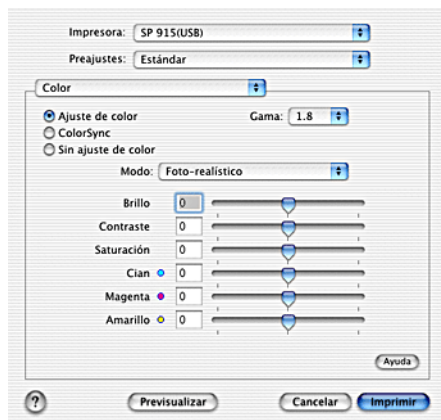 Impresora: SP 915(USB)
Preajustes: Estándar
Color
Ajuste de color Gama: 1.8
ColorSync
Sin ajuste de color
Modo: Foto-realístico
Brillo 0
Contraste 0
Saturación 0
Cian 0
Magenta 0
Amarillo 0
Ayuda
? Previsualizar Cancelar Imprimir